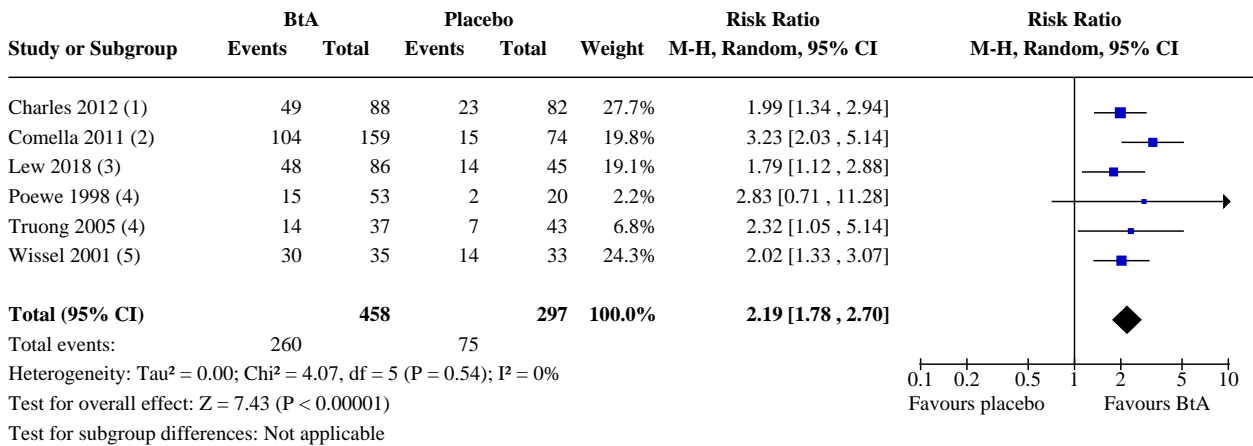 BtA Placebo Risk Ratio Risk Ratio
Study or Subgroup Events Total Events Total Weight M-H, Random, 95% CI M-H, Random, 95% CI
Charles 2012 (1) 49 88 23 82 27.7% 1.99 [1.34 , 2.94]
Comella 2011 (2) 104 159 15 74 19.8% 3.23 [2.03 , 5.14]
Lew 2018 (3) 48 86 14 45 19.1% 1.79 [1.12 , 2.88]
Poewe 1998 (4) 15 53 2 20 2.2% 2.83 [0.71 , 11.28]
Truong 2005 (4) 14 37 7 43 6.8% 2.32 [1.05 , 5.14]
Wissel 2001 (5) 30 35 14 33 24.3% 2.02 [1.33 , 3.07]
Total (95% CI) 458 297 100.0% 2.19 [1.78 , 2.70]
Total events: 260 75
Heterogeneity: Tau² = 0.00; Chi² = 4.07, df = 5 (P = 0.54); I² = 0%
0.1 0.2 0.5 1 2 5 10
Test for overall effect: Z = 7.43 (P < 0.00001)
Favours placebo Favours BtA
Test for subgroup differences: Not applicable